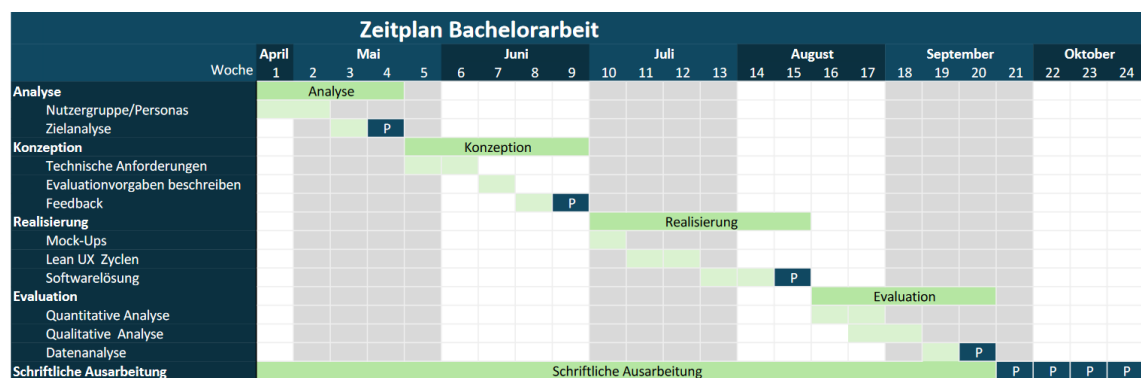 Zeitplan Bachelorarbeit
April Mai Juni Juli August September Oktober
Woche 1 2 3 4 5 6 7 8 9 10 11 12 13 14 15 16 17 18 19 20 21 22 23 24
Analyse Analyse
Nutzergruppe/Personas
Zielanalyse P
Konzeption Konzeption
Technische Anforderungen
Evaluationvorgaben beschreiben
Feedback P
Realisierung Realisierung
Mock-Ups
Lean UX Zyclen
Softwarelösung P
Evaluation Evaluation
Quantitative Analyse
Qualitative Analyse
Datenanalyse P
Schriftliche Ausarbeitung Schriftliche Ausarbeitung P P P P